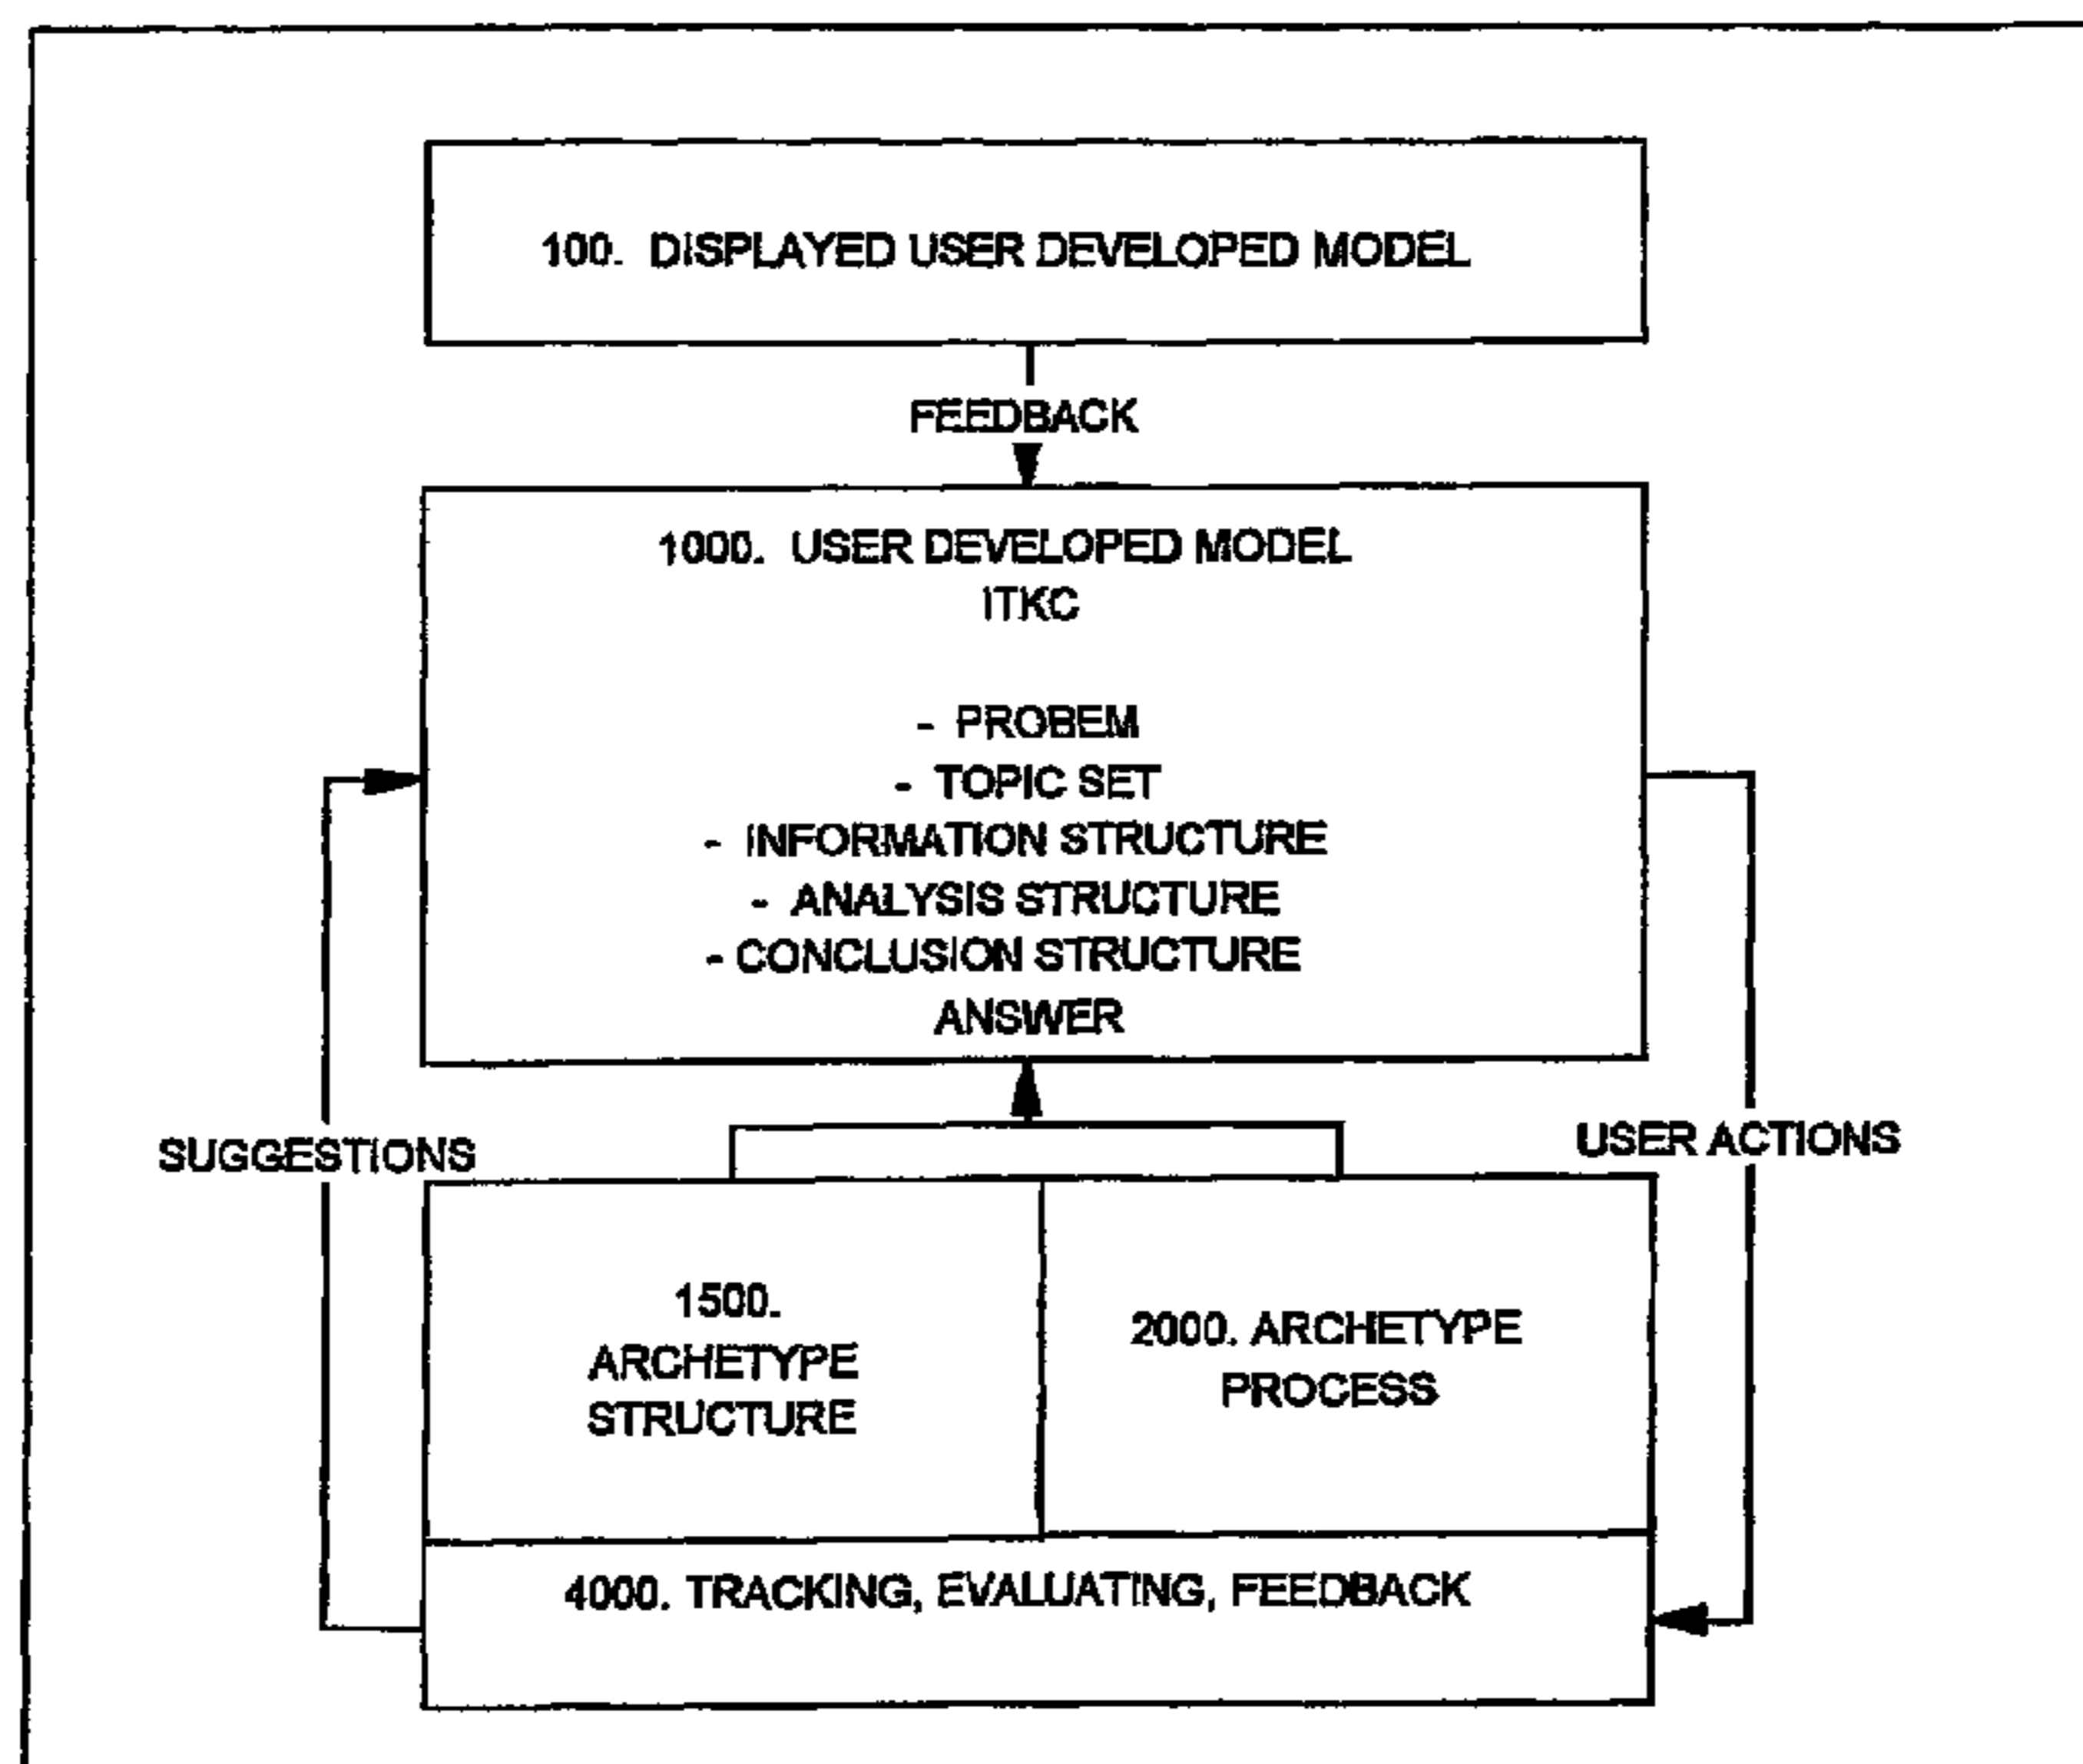 100. DISPLAYED USER DEVELOPED MODEL
FEEDBACK
1000. USER DEVELOPED MODEL
ITKC
- PROBEM
- TOPIC SET
- INFORMATION STRUCTURE
- ANALYSIS STRUCTURE
- CONCLUSION STRUCTURE
ANSWER
SUGGESTIONS
USER ACTIONS
1500.
ARCHETYPE
STRUCTURE
2000. ARCHETYPE
PROCESS
4000. TRACKING, EVALUATING, FEEDBACK